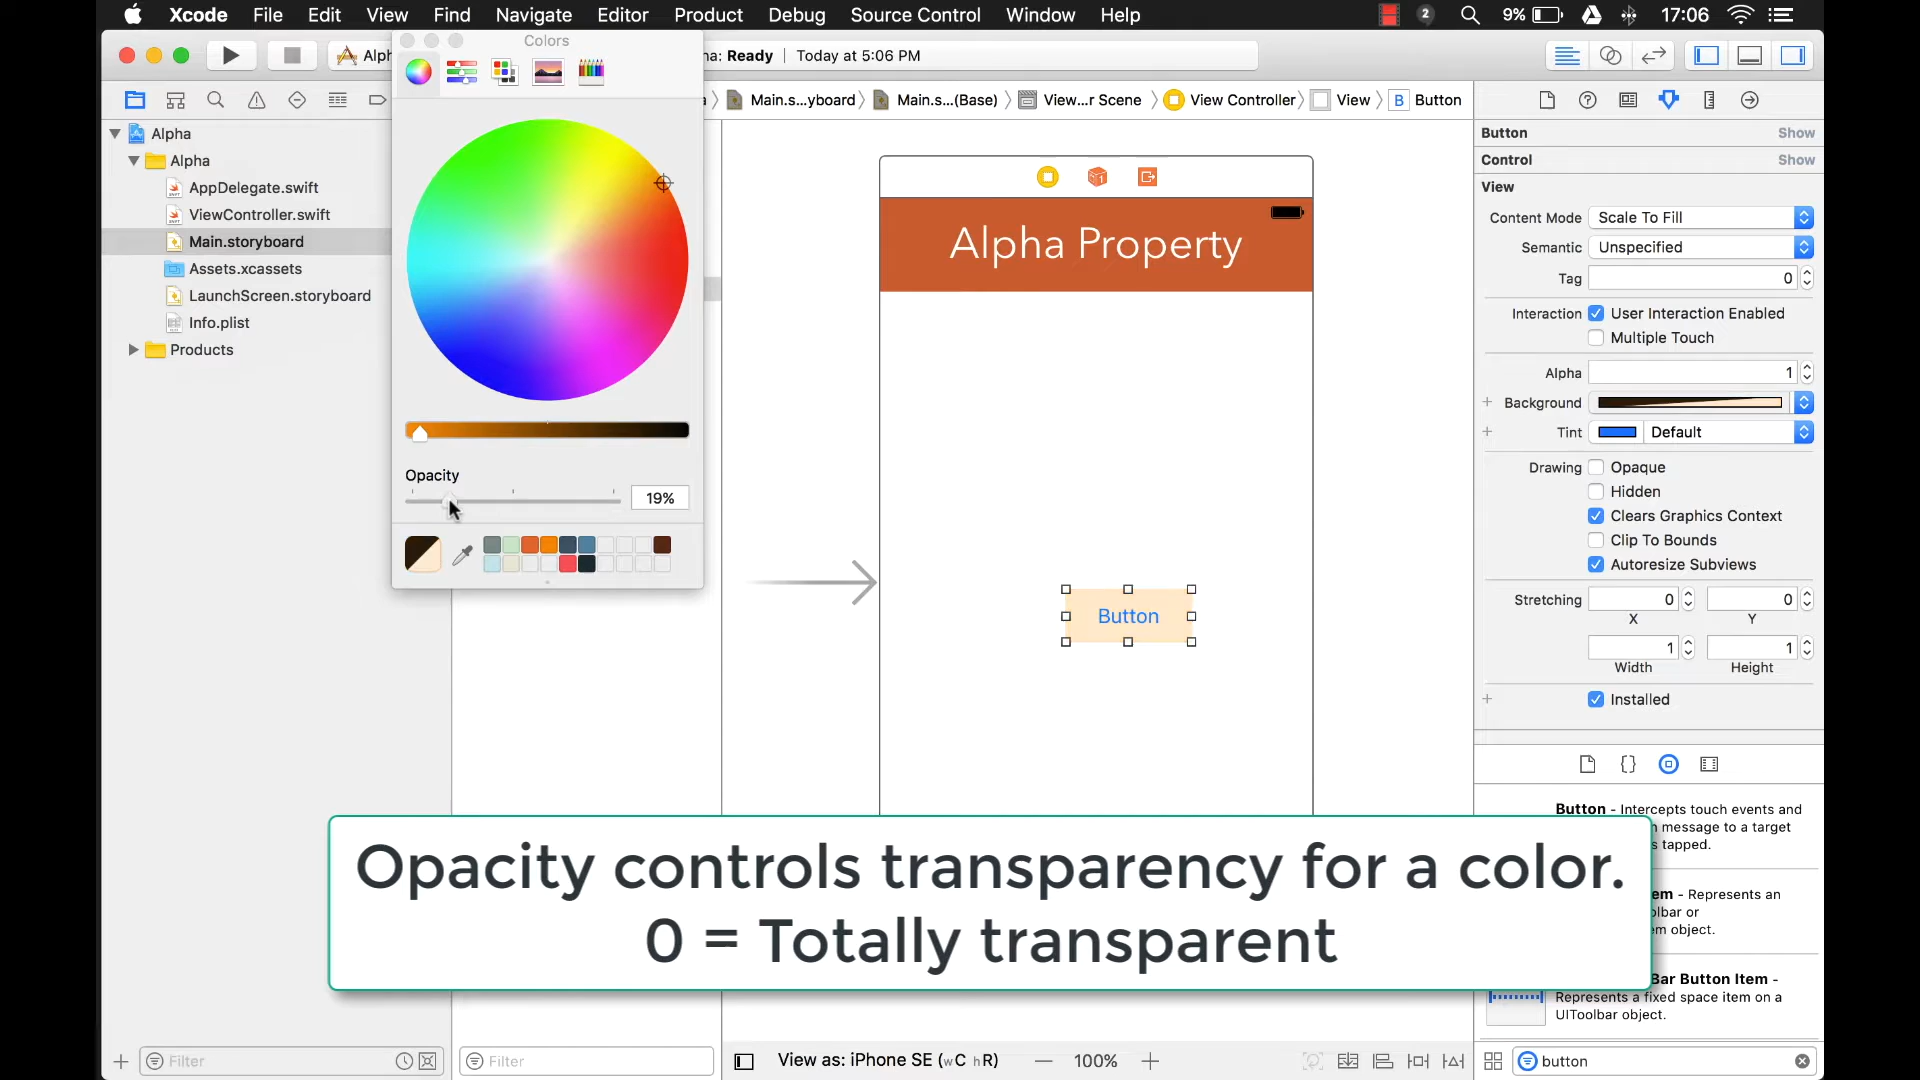 Xcode File Edit View Find Navigate Editor Product Debug Source Control Window Help 2 9% 17:06
Colors
Ready Today at 5:06 PM
Main.s...yboard Main.s...(Base) View...r Scene View Controller View B Button
Alpha
Alpha
AppDelegate.swift
ViewController.swift
Main.storyboard
Assets.xcassets
LaunchScreen.storyboard
Info.plist
Products
Opacity
19%
Alpha Property
Button
Button Show
Control Show
View
Content Mode Scale To Fill
Semantic Unspecified
Tag 0
Interaction User Interaction Enabled
Multiple Touch
Alpha 1
Background
Tint Default
Drawing Opaque
Hidden
Clears Graphics Context
Clip To Bounds
Autoresize Subviews
Stretching 0 0
X Y
1 1
Width Height
Installed
Button - Intercepts touch events and
message to a target
tapped.
- Represents an
object.
Bar Button Item -
Represents a fixed space item on a
UIToolbar object.
Opacity controls transparency for a color.
0 = Totally transparent
Filter
Filter
View as: iPhone SE (wC hR) 100%
button